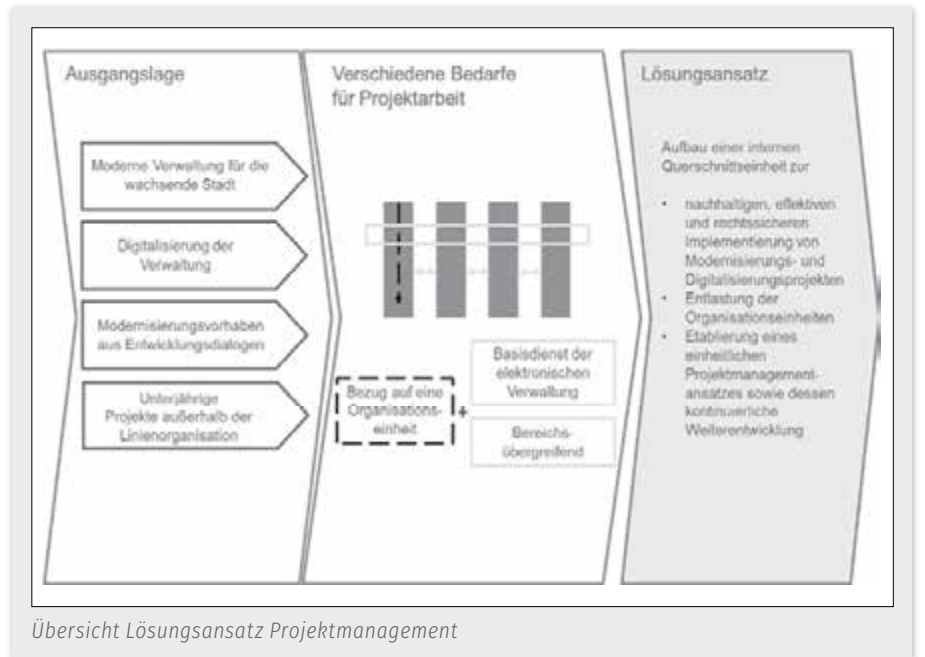 Ausgangslage
Moderne Verwaltung für die
wachsende Stadt
Digitalisierung der
Verwaltung
Modernisierungsvorhaben
aus Entwicklungsdialogen
Unterjährige
Projekte außerhalb der
Linienorganisation
Verschiedene Bedarfe
für Projektarbeit
Bezug auf eine
Organisations-
einheit
+
Basisdienst der
elektronischen
Verwaltung
Bereichs-
übergreifend
Lösungsansatz
Aufbau einer internen
Querschnittseinheit zur
• nachhaltigen, effektiven
und rechtssicheren
Implementierung von
Modernisierungs- und
Digitalisierungsprojekten
• Entlastung der
Organisationseinheiten
• Etablierung eines
einheitlichen
Projektmanagement-
ansatzes sowie dessen
kontinuierliche
Weiterentwicklung
Übersicht Lösungsansatz Projektmanagement